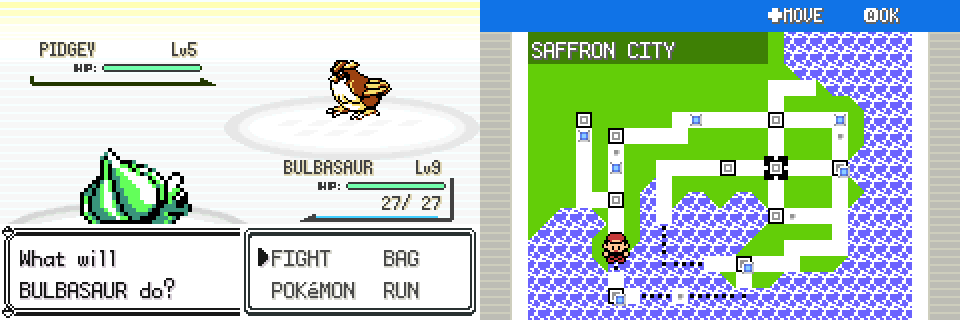 PIDGEY Lv5
HP:
BULBASAUR Lv9
HP:
27/ 27
What will
BULBASAUR do?
FIGHT BAG
POKéMON RUN
MOVE OK
SAFFRON CITY